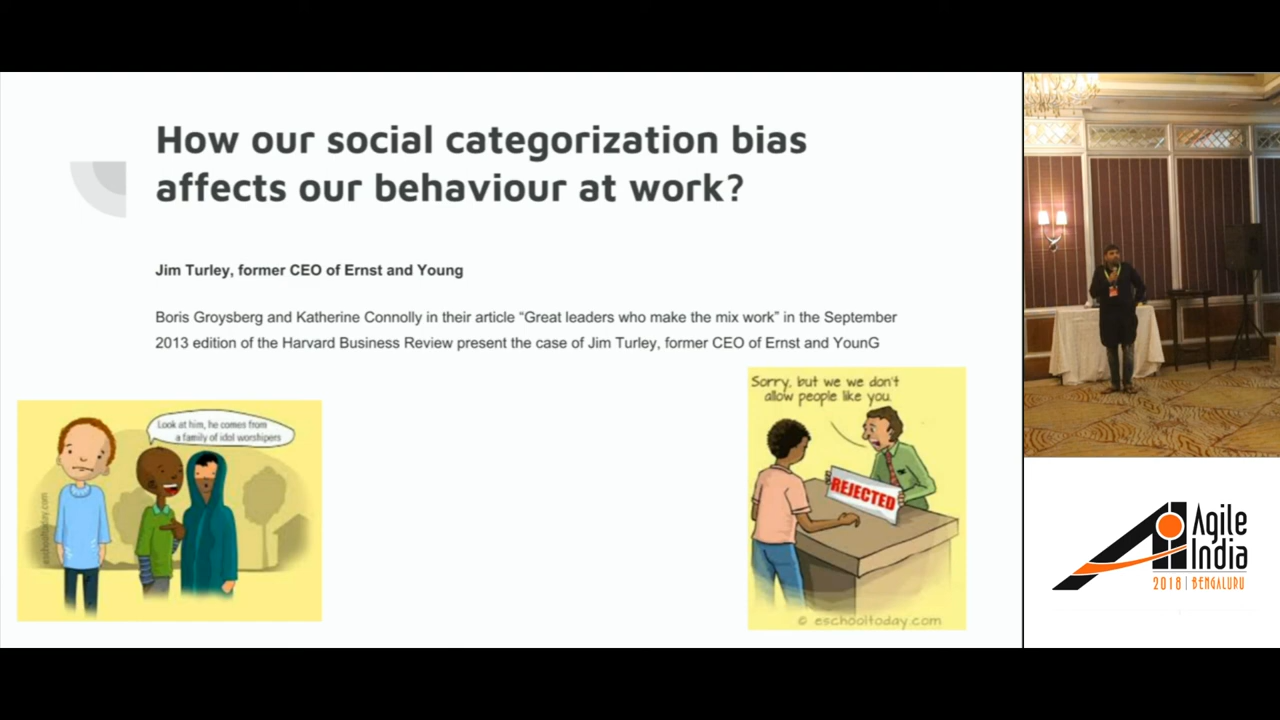 How our social categorization bias
affects our behaviour at work?
Jim Turley, former CEO of Ernst and Young
Boris Groysberg and Katherine Connolly in their article “Great leaders who make the mix work” in the September
2013 edition of the Harvard Business Review present the case of Jim Turley, former CEO of Ernst and YounG
Look at him, he comes from
a family of idol worshipers
eschooltoday.com
Sorry, but we we don't
allow people like you.
REJECTED
© eschooltoday.com
Agile
India
2018 | BENGALURU